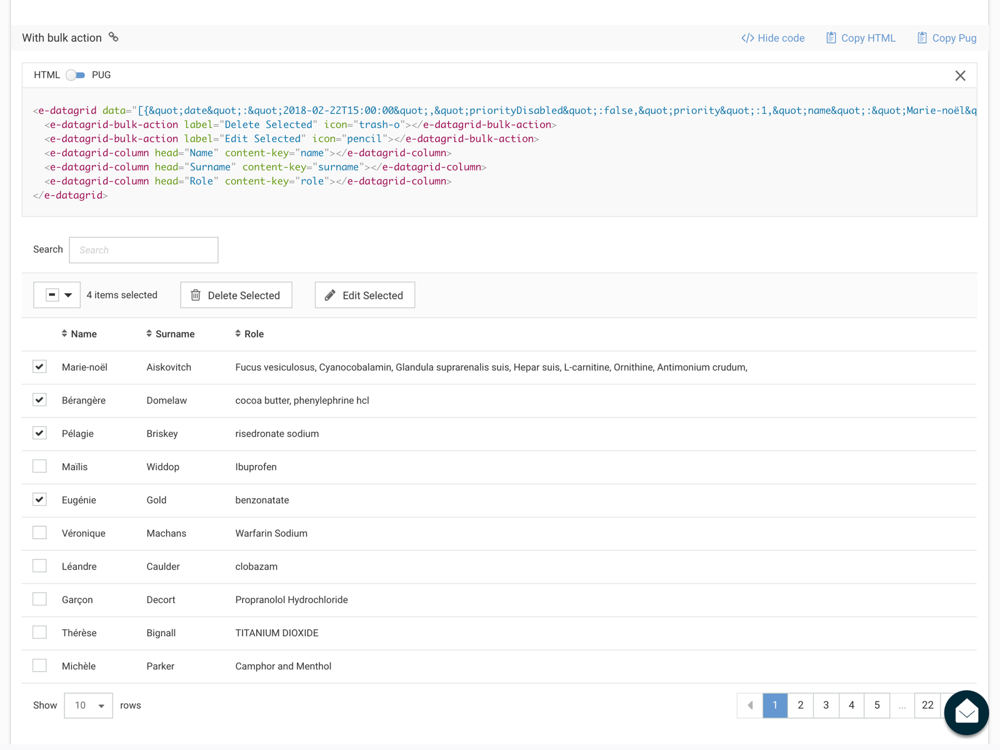 With bulk action
</> Hide code Copy HTML Copy Pug
HTML PUG
<e-datagrid data="[{&quot;date&quot;:&quot;2018-02-22T15:00:00&quot;,&quot;priorityDisabled&quot;:false,&quot;priority&quot;:1,&quot;name&quot;:&quot;Marie-noël&q
<e-datagrid-bulk-action label="Delete Selected" icon="trash-o"></e-datagrid-bulk-action>
<e-datagrid-bulk-action label="Edit Selected" icon="pencil"></e-datagrid-bulk-action>
<e-datagrid-column head="Name" content-key="name"></e-datagrid-column>
<e-datagrid-column head="Surname" content-key="surname"></e-datagrid-column>
<e-datagrid-column head="Role" content-key="role"></e-datagrid-column>
</e-datagrid>
Search Search
4 items selected Delete Selected Edit Selected
Name Surname Role
Marie-noël Aiskovitch Fucus vesiculosus, Cyanocobalamin, Glandula suprarenalis suis, Hepar suis, L-carnitine, Ornithine, Antimonium crudum,
Bérangère Domelaw cocoa butter, phenylephrine hcl
Pélagie Briskey risedronate sodium
Maïlis Widdop Ibuprofen
Eugénie Gold benzonatate
Véronique Machans Warfarin Sodium
Léandre Caulder clobazam
Garçon Decort Propranolol Hydrochloride
Thérèse Bignall TITANIUM DIOXIDE
Michèle Parker Camphor and Menthol
Show 10 rows 1 2 3 4 5 ... 22